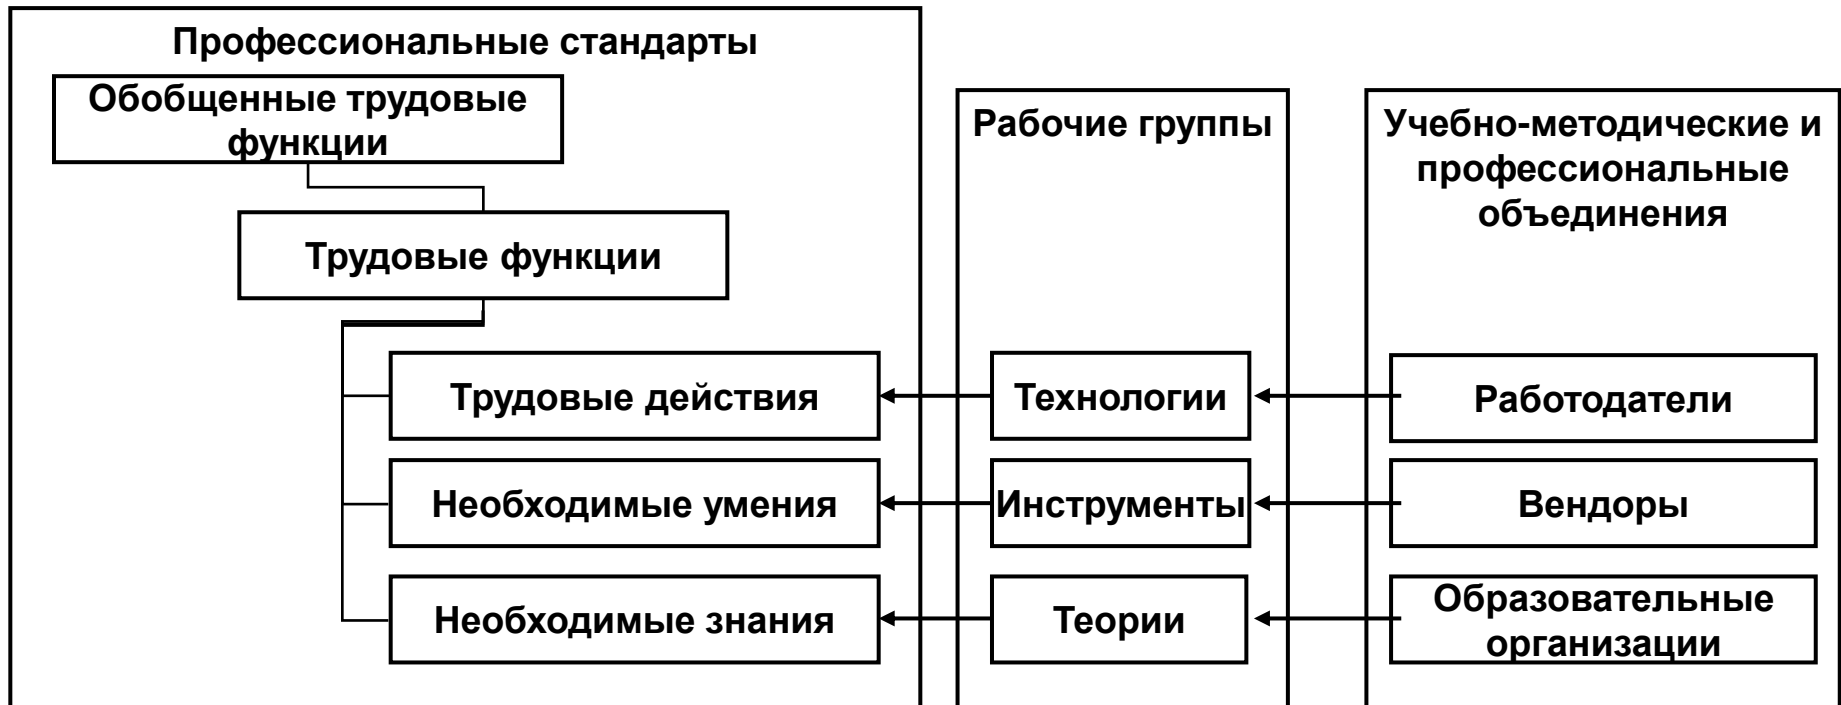 Профессиональные стандарты
Обобщенные трудовые
функции
Трудовые функции
Трудовые действия
Необходимые умения
Необходимые знания
Рабочие группы
Технологии
Инструменты
Теории
Учебно-методические и
профессиональные
объединения
Работодатели
Вендоры
Образовательные
организации